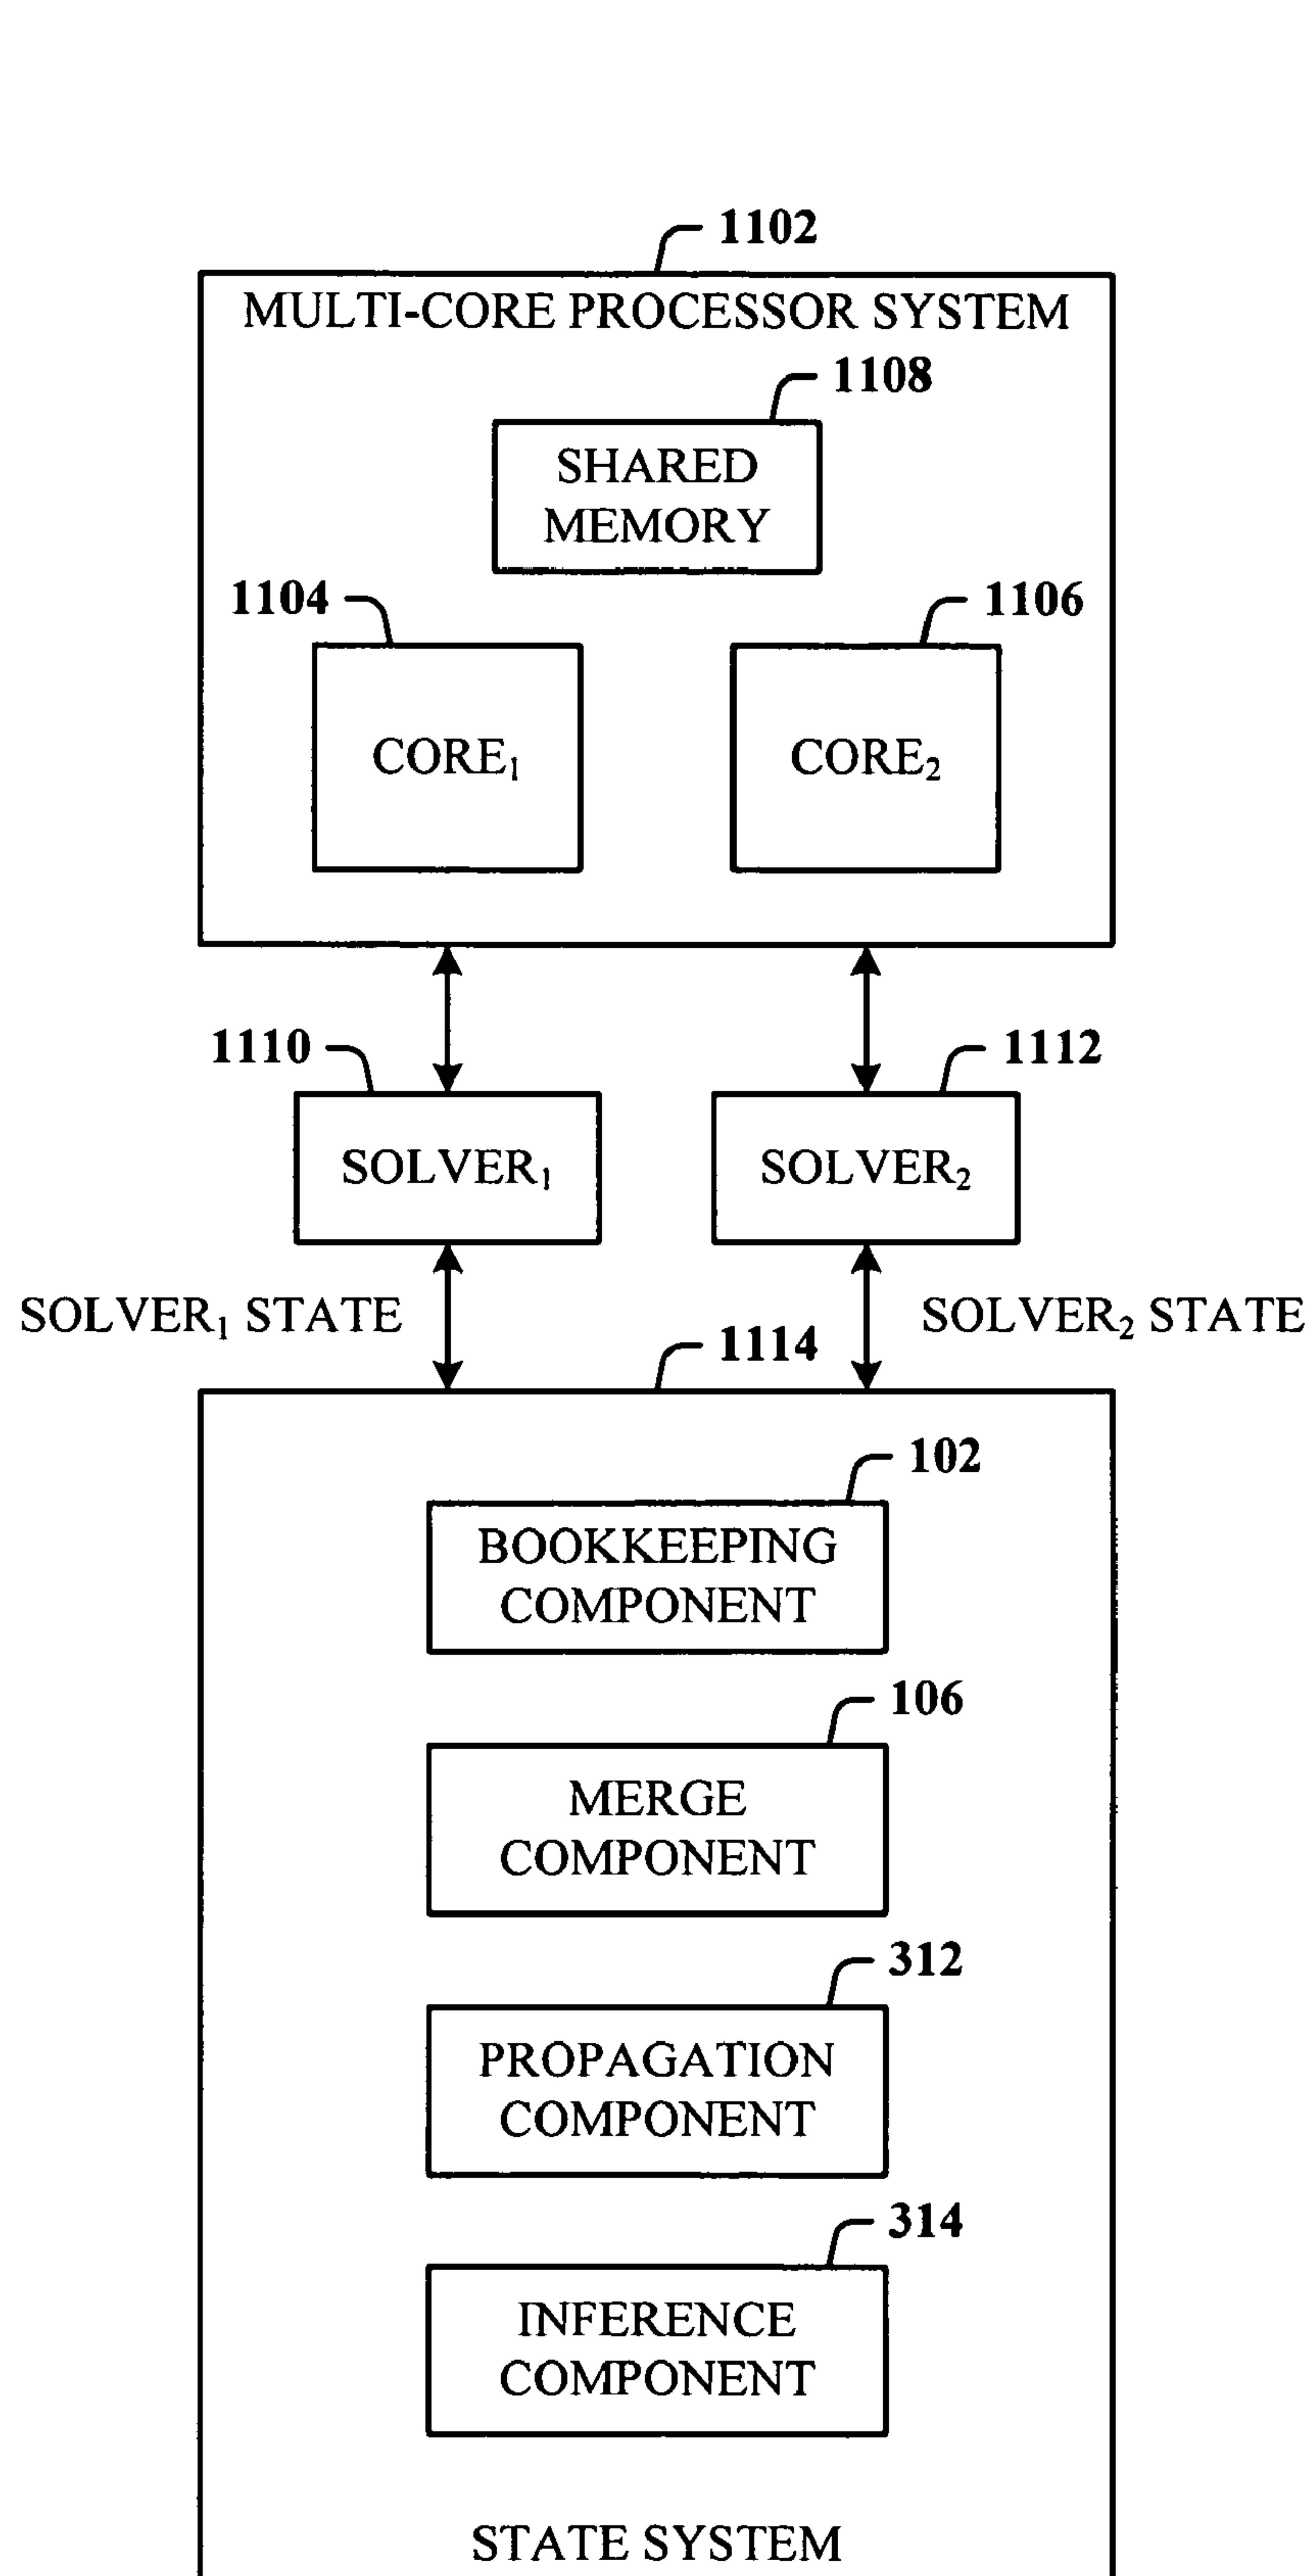 1102
MULTI-CORE PROCESSOR SYSTEM
1108
SHARED
MEMORY
1104
1106
CORE₁
CORE₂
1110
1112
SOLVER₁
SOLVER₂
SOLVER₁ STATE
SOLVER₂ STATE
1114
102
BOOKKEEPING
COMPONENT
106
MERGE
COMPONENT
312
PROPAGATION
COMPONENT
314
INFERENCE
COMPONENT
STATE SYSTEM